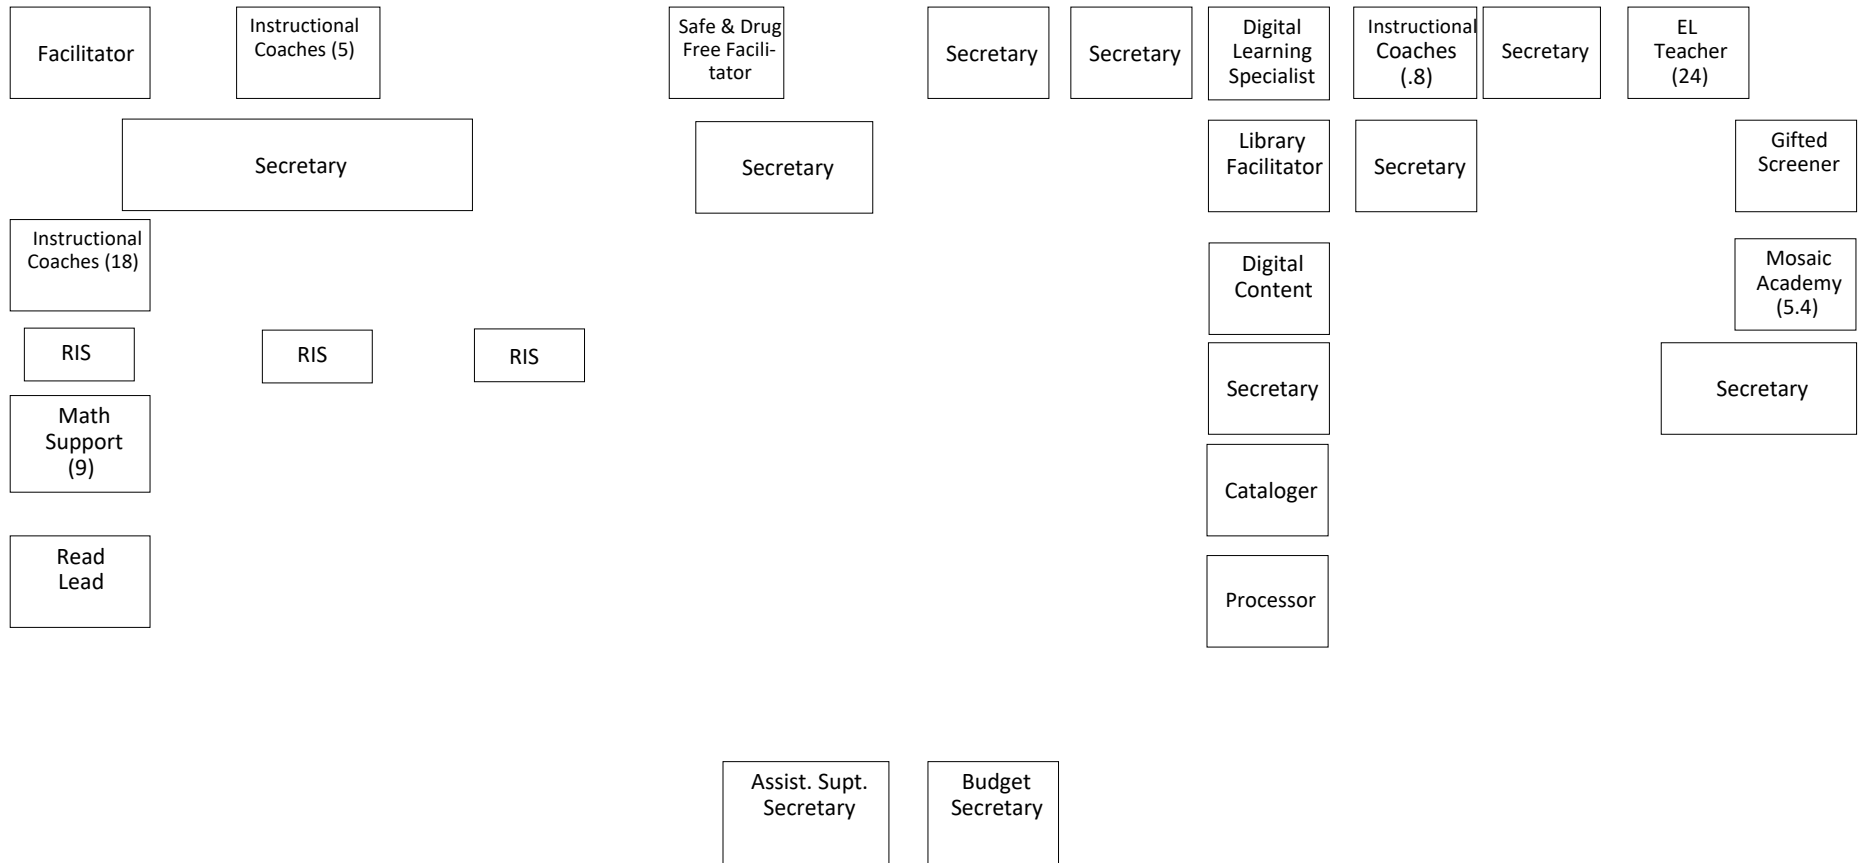 Facilitator
Instructional
Coaches (5)
Safe & Drug
Free Facili-
tator
Secretary
Secretary
Digital
Learning
Specialist
Instructional
Coaches
(.8)
Secretary
EL
Teacher
(24)
Secretary
Secretary
Library
Facilitator
Secretary
Gifted
Screener
Instructional
Coaches (18)
Digital
Content
Mosaic
Academy
(5.4)
RIS
RIS
RIS
Secretary
Secretary
Math
Support
(9)
Cataloger
Read
Lead
Processor
Assist. Supt.
Secretary
Budget
Secretary